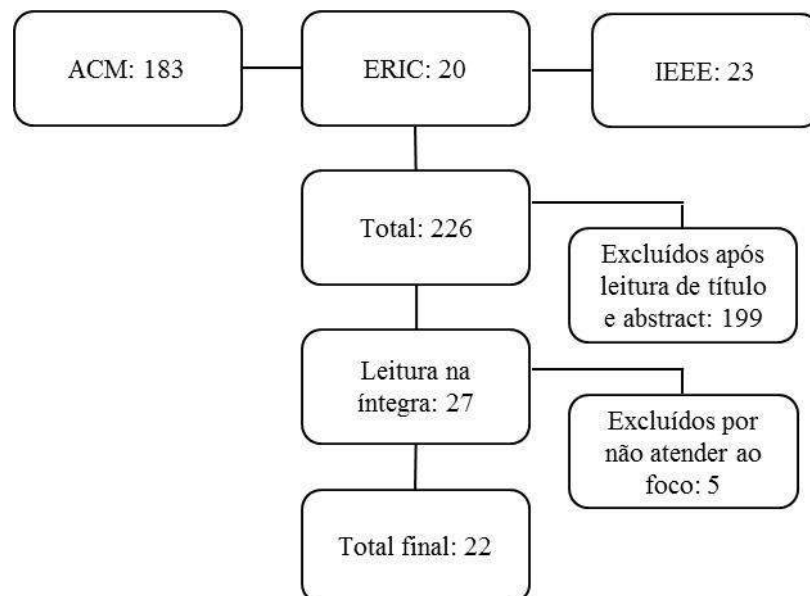 ACM: 183
ERIC: 20
IEEE: 23
Total: 226
Excluídos após
leitura de título
e abstract: 199
Leitura na
íntegra: 27
Excluídos por
não atender ao
foco: 5
Total final: 22